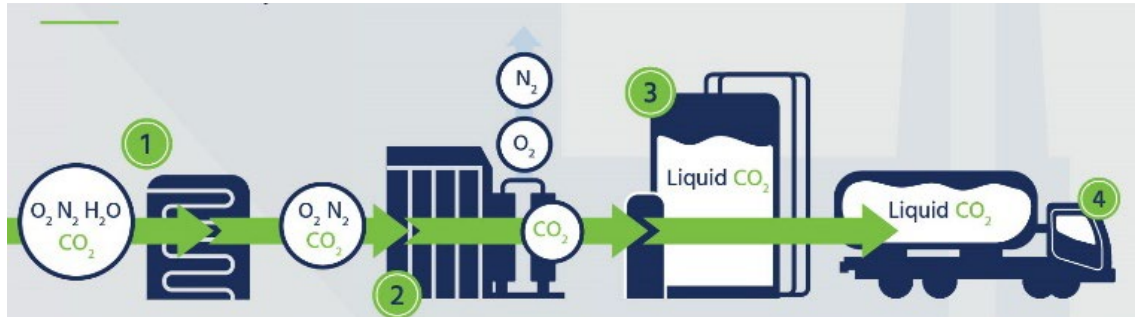 1
O₂ N₂ H₂O
CO₂
O₂ N₂
CO₂
2
N₂
O₂
CO₂
3
Liquid CO₂
Liquid CO₂
4